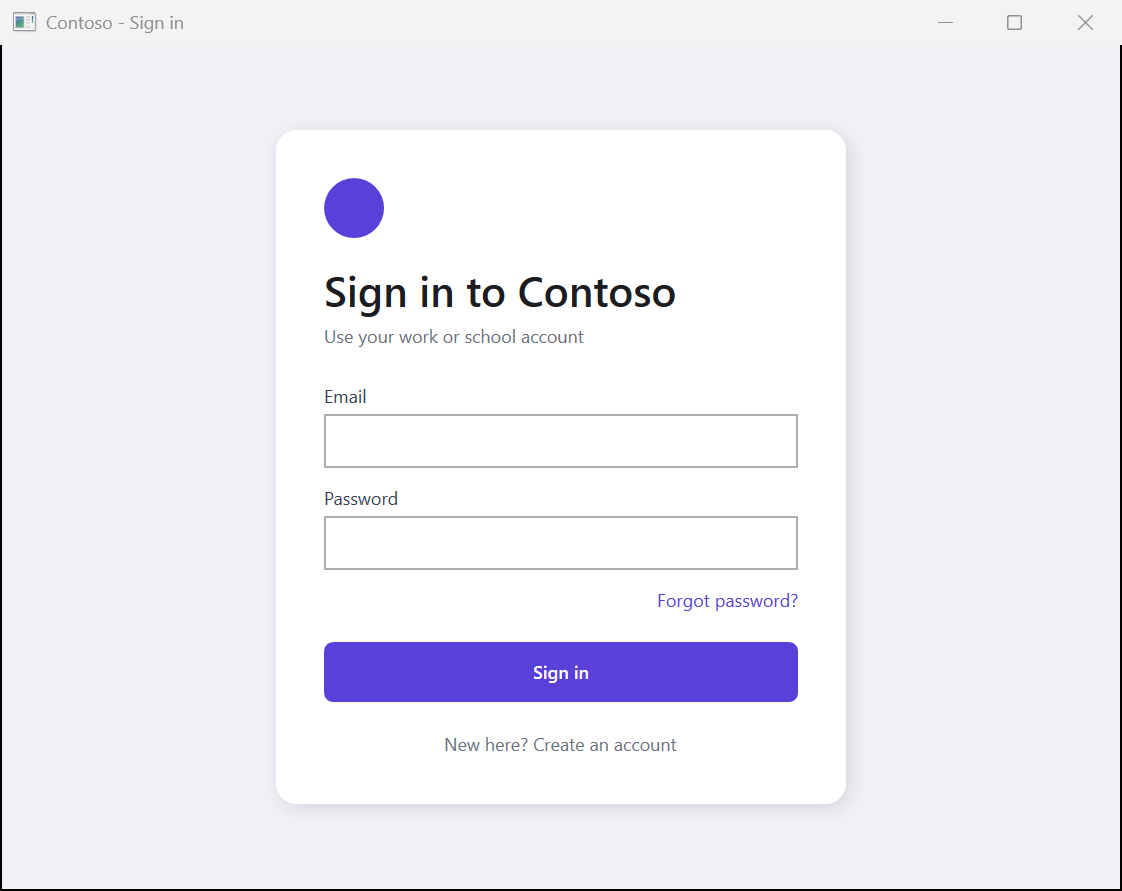 Contoso - Sign in
Sign in to Contoso
Use your work or school account
Email
Password
Forgot password?
Sign in
New here? Create an account